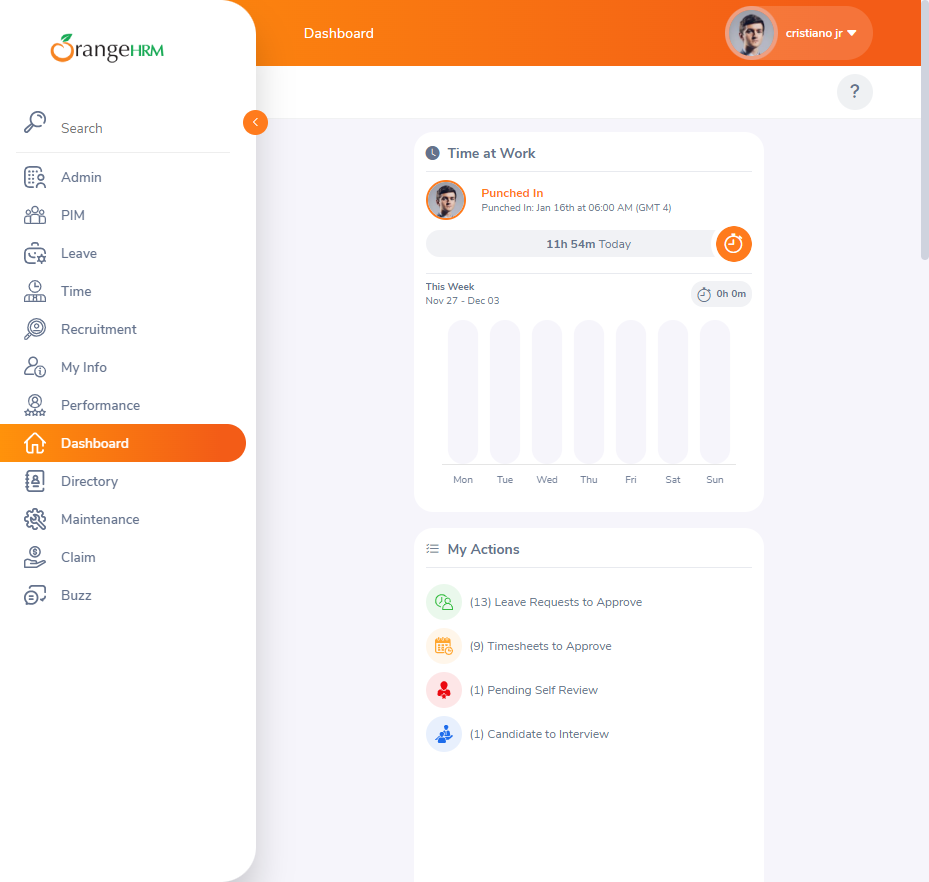 OrangeHRM
Dashboard
cristiano jr
?
Search
Admin
PIM
Leave
Time
Recruitment
My Info
Performance
Dashboard
Directory
Maintenance
Claim
Buzz
Time at Work
Punched In
Punched In: Jan 16th at 06:00 AM (GMT 4)
11h 54m Today
This Week
Nov 27 - Dec 03
0h 0m
Mon Tue Wed Thu Fri Sat Sun
My Actions
(13) Leave Requests to Approve
(9) Timesheets to Approve
(1) Pending Self Review
(1) Candidate to Interview